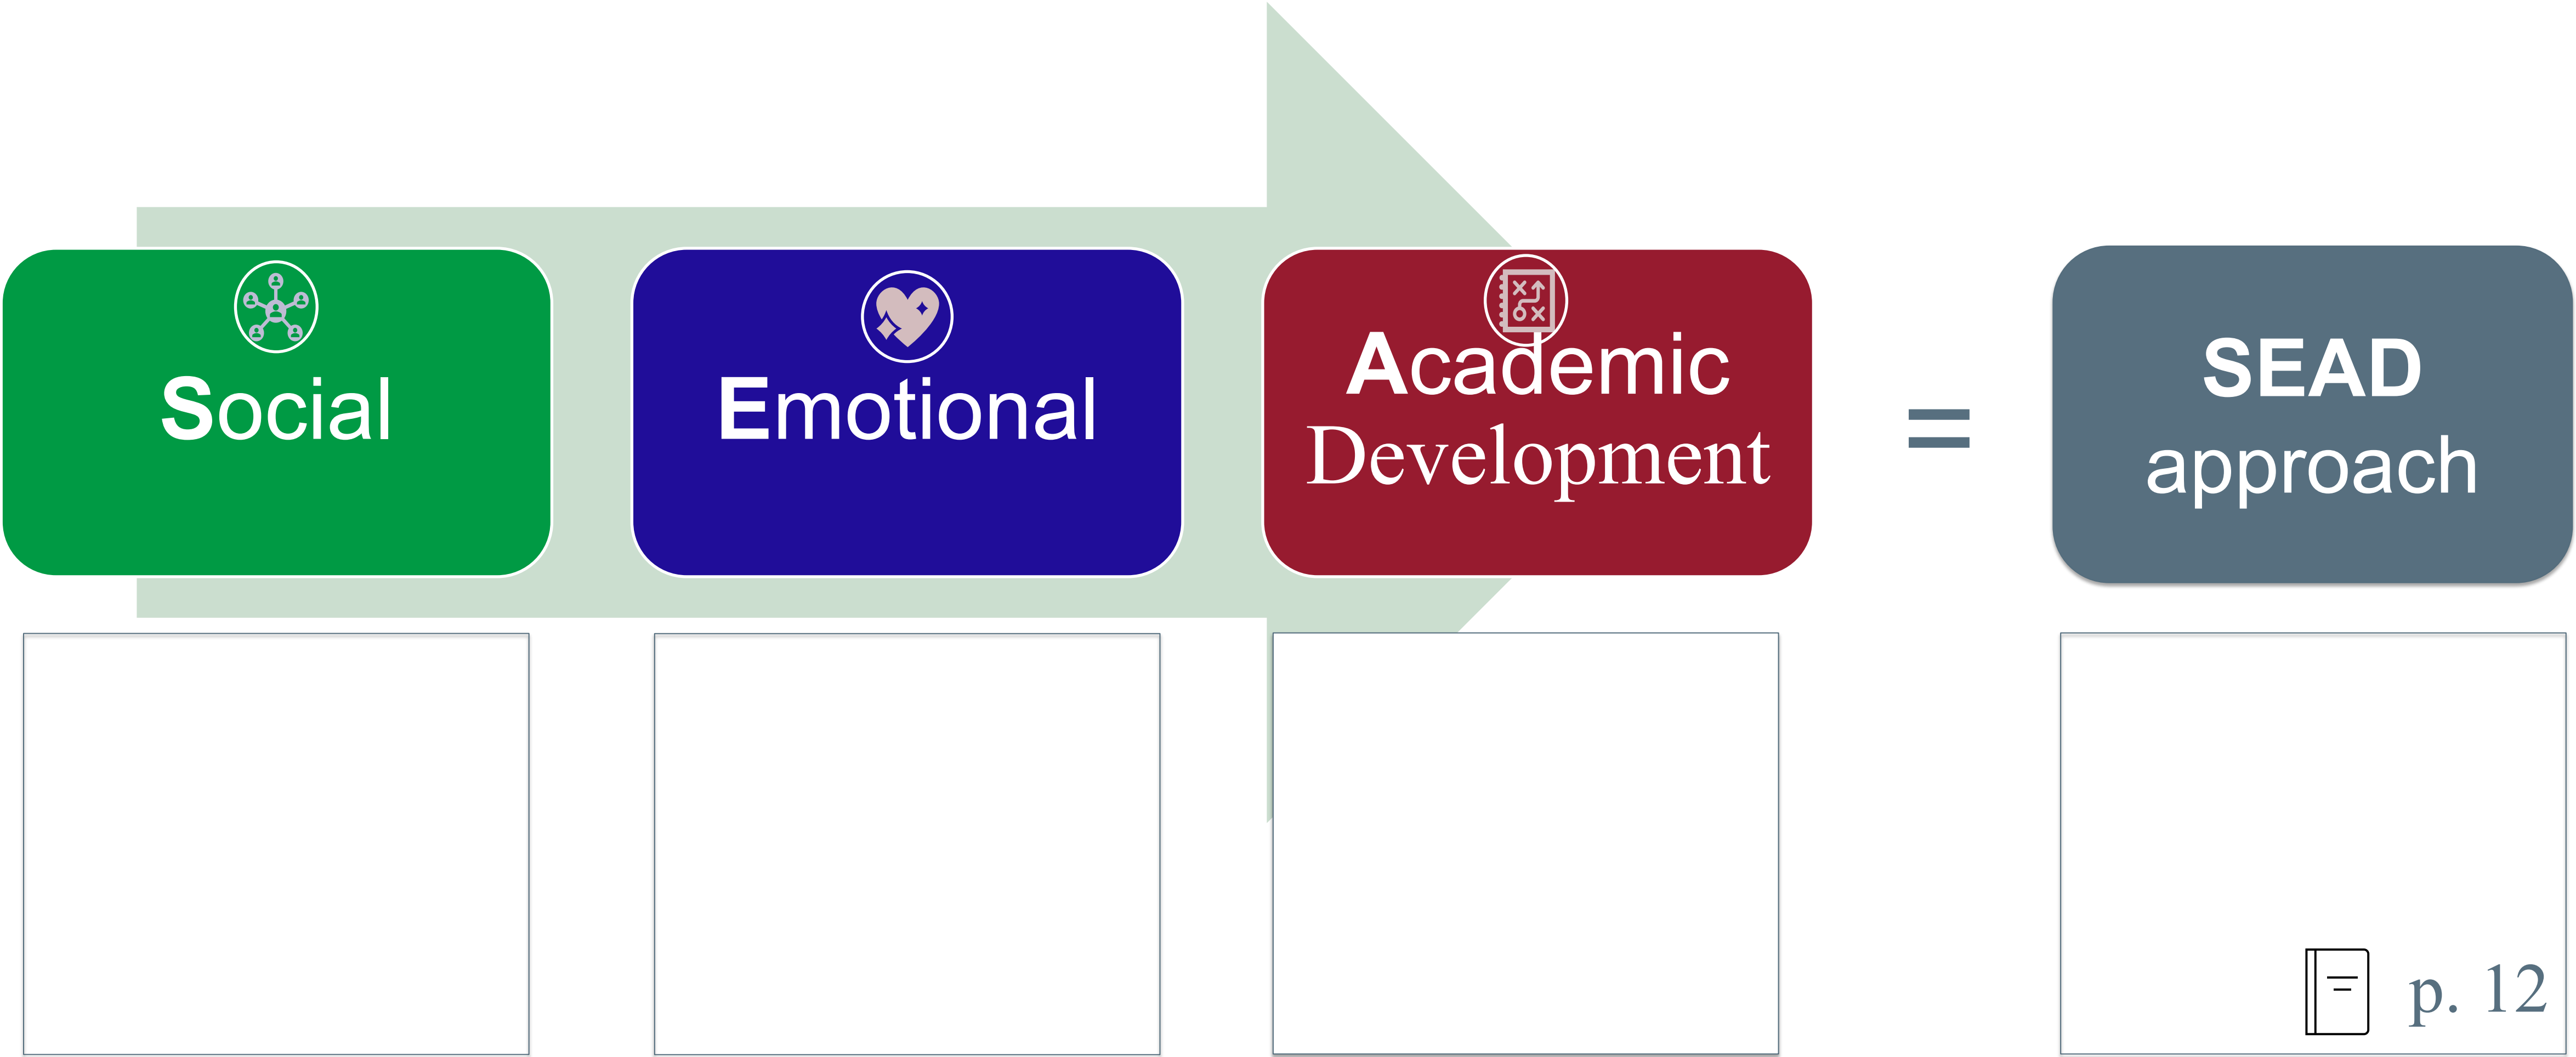 Social
Emotional
Academic
Development
=
SEAD
approach
p. 12